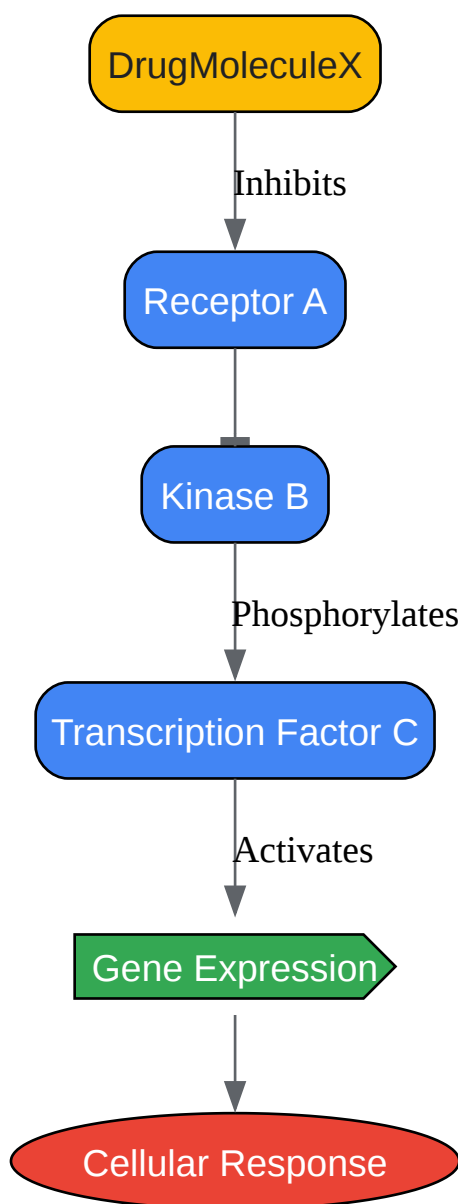 DrugMoleculeX
Inhibits
Receptor A
Kinase B
Phosphorylates
Transcription Factor C
Activates
Gene Expression
Cellular Response